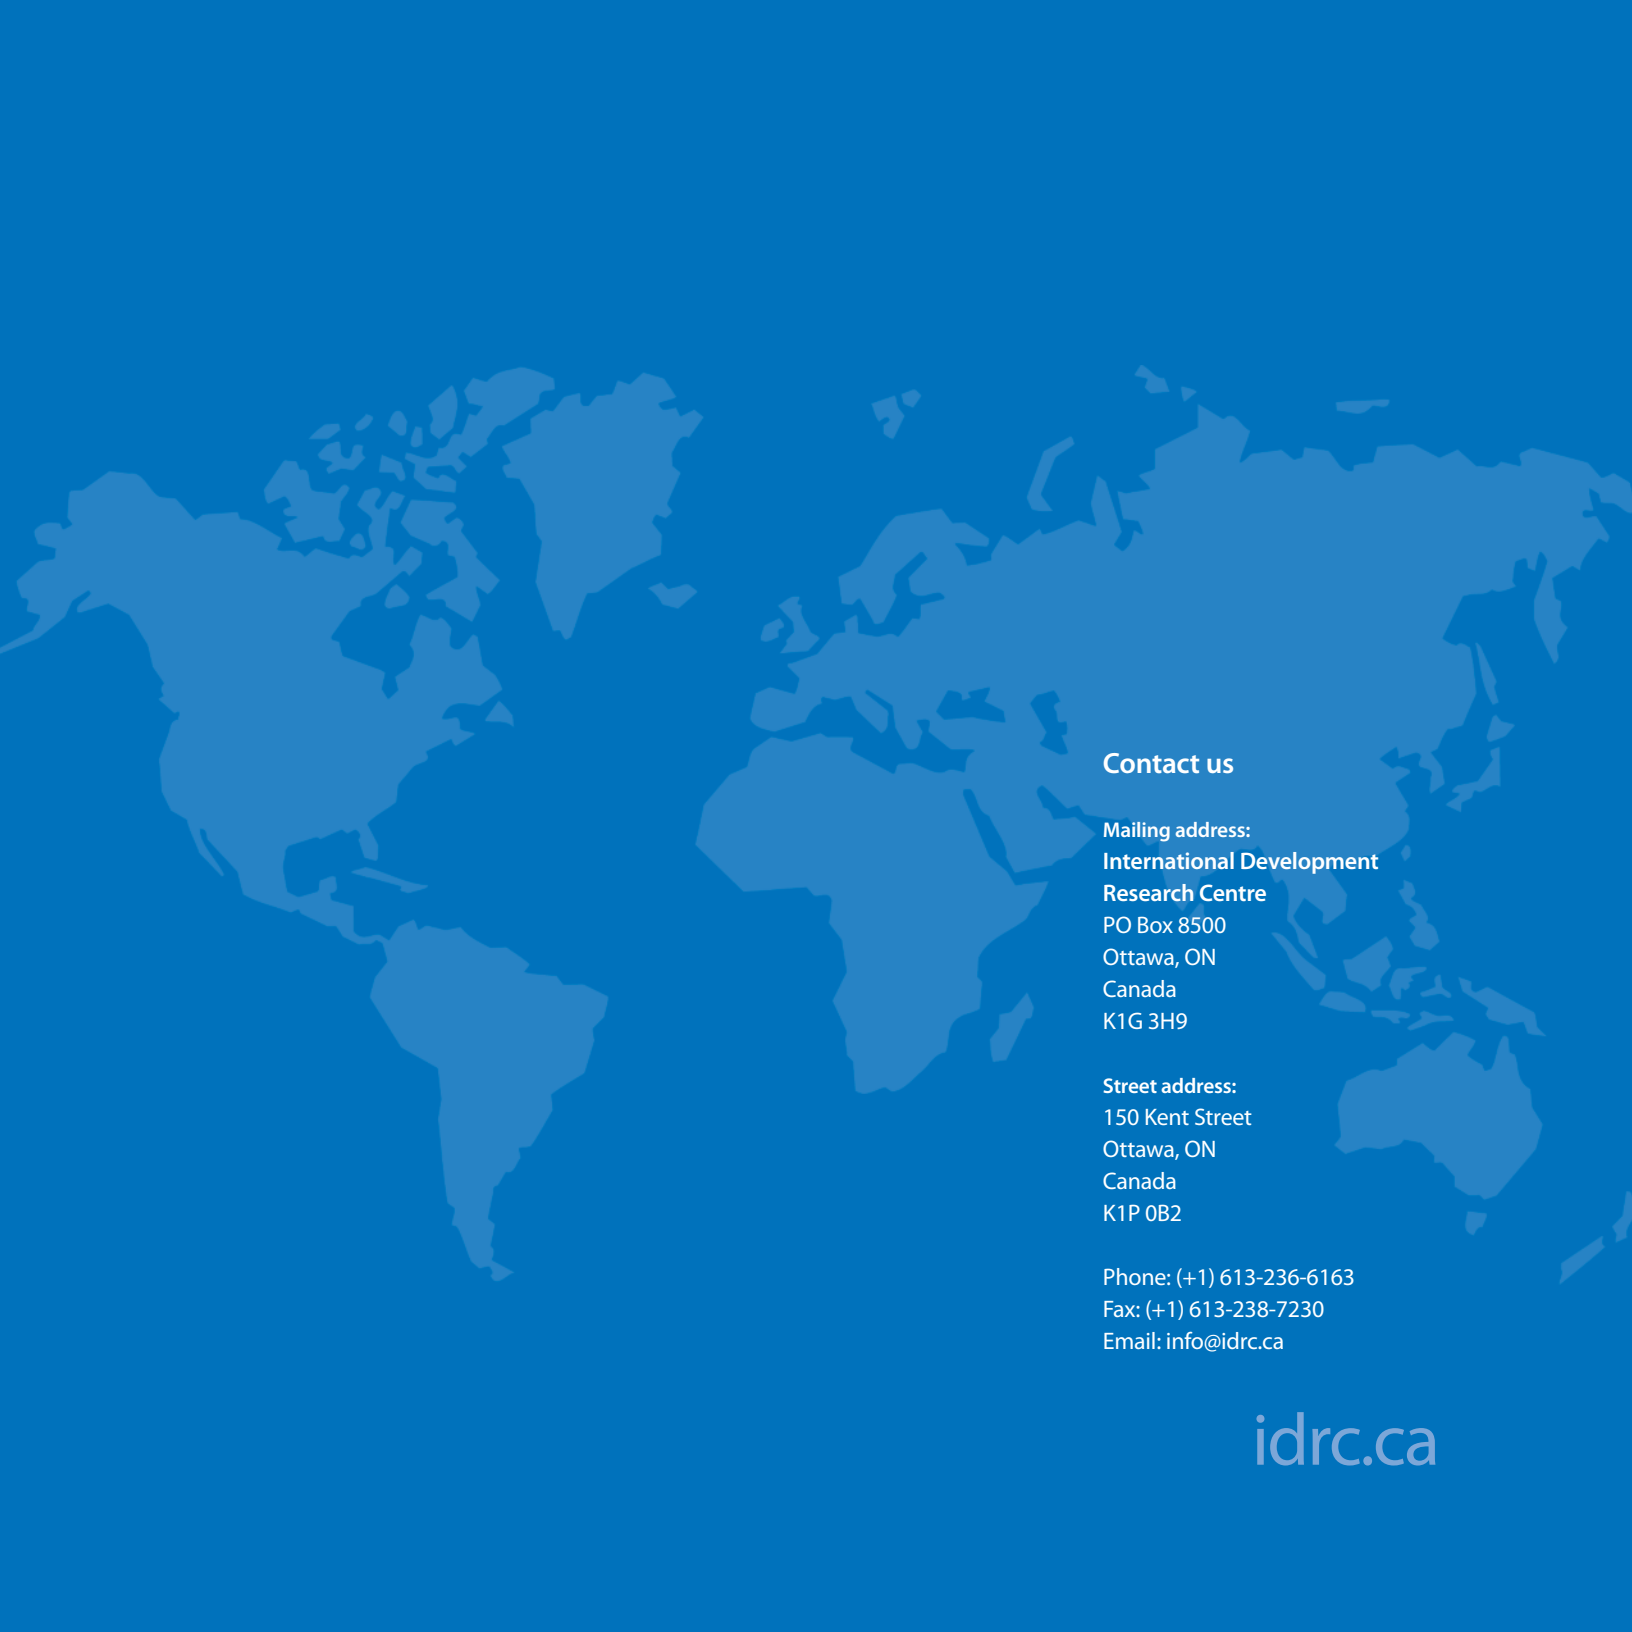 Contact us
Mailing address:
International Development
Research Centre
PO Box 8500
Ottawa, ON
Canada
K1G 3H9
Street address:
150 Kent Street
Ottawa, ON
Canada
K1P 0B2
Phone: (+1) 613-236-6163
Fax: (+1) 613-238-7230
Email: info@idrc.ca
idrc.ca